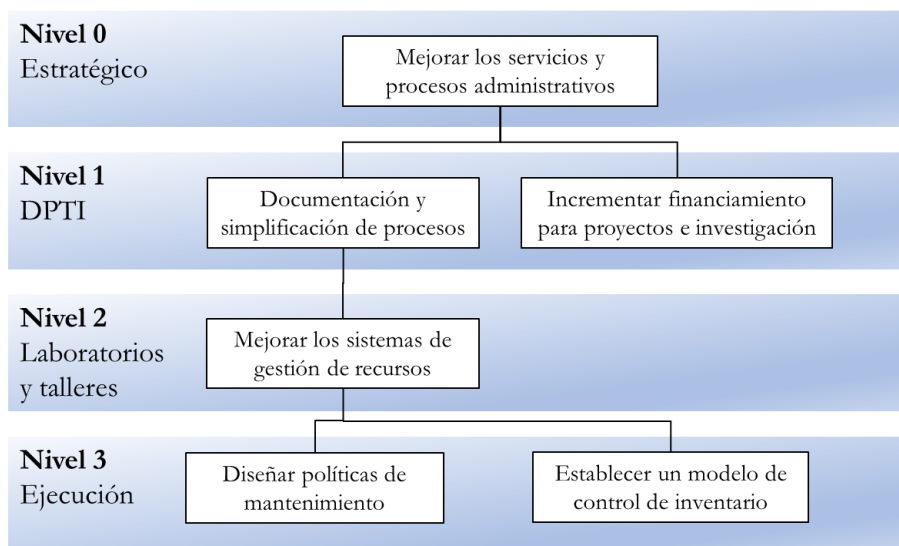 Nivel 0
Estratégico
Mejorar los servicios y
procesos administrativos
Nivel 1
DPTI
Documentación y
simplificación de procesos
Incrementar financiamiento
para proyectos e investigación
Nivel 2
Laboratorios
y talleres
Mejorar los sistemas de
gestión de recursos
Nivel 3
Ejecución
Diseñar políticas de
mantenimiento
Establecer un modelo de
control de inventario